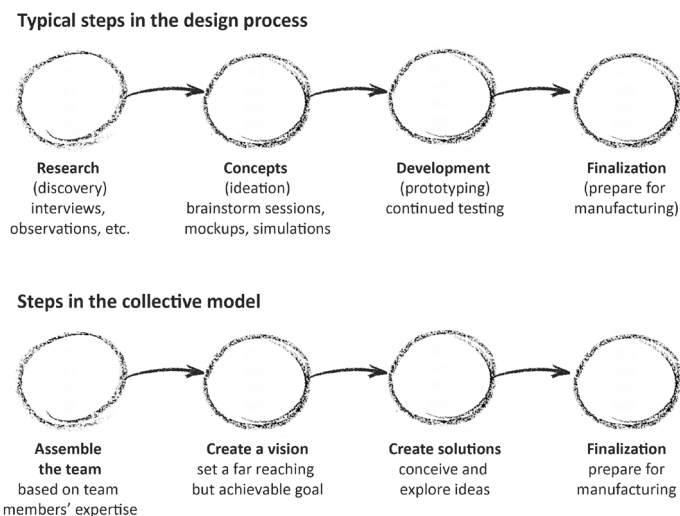 Typical steps in the design process
Research
(discovery)
interviews,
observations, etc.
Concepts
(ideation)
brainstorm sessions,
mockups, simulations
Development
(prototyping)
continued testing
Finalization
(prepare for
manufacturing)
Steps in the collective model
Assemble
the team
based on team
members’ expertise
Create a vision
set a far reaching
but achievable goal
Create solutions
conceive and
explore ideas
Finalization
prepare for
manufacturing